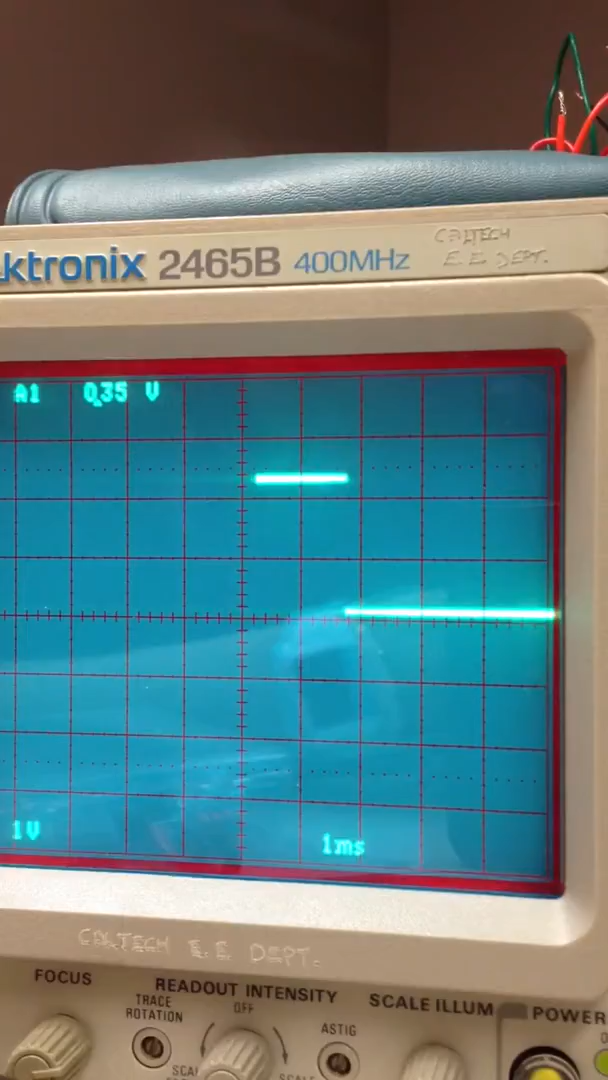 ktronix 2465B 400MHz CALTECH
E.E DEPT.
A1 0.35 V
1V 1ms
CALTECH E.E DEPT.
FOCUS READOUT INTENSITY SCALE ILLUM POWER
TRACE
ROTATION
OFF
ASTIG